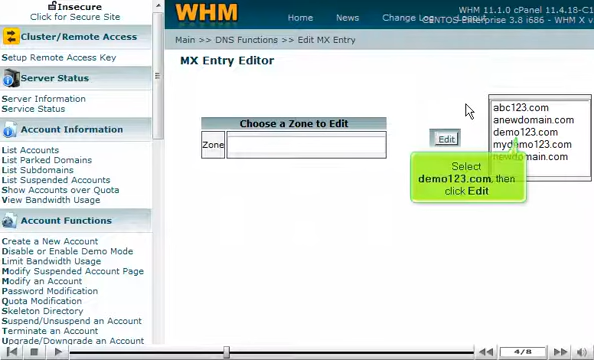 Insecure
Click for Secure Site
Cluster/Remote Access
Setup Remote Access Key
Server Status
Server Information
Service Status
Account Information
List Accounts
List Parked Domains
List Subdomains
List Suspended Accounts
Show Accounts over Quota
View Bandwidth Usage
Account Functions
Create a New Account
Disable or Enable Demo Mode
Limit Bandwidth Usage
Modify Suspended Account Page
Modify an Account
Password Modification
Quota Modification
Skeleton Directory
Suspend/Unsuspend an Account
Terminate an Account
Upgrade/Downgrade an Account
WHM
WHM 11.1.0 cPanel 11.4.18-C1
Home News Change Log Logout
CENTOS Enterprise 3.8 i686 - WHM X
Main >> DNS Functions >> Edit MX Entry
MX Entry Editor
Choose a Zone to Edit
Zone
Edit
abc123.com
anewdomain.com
demo123.com
mydemo123.com
newdomain.com
Select
demo123.com, then
click Edit
4/8